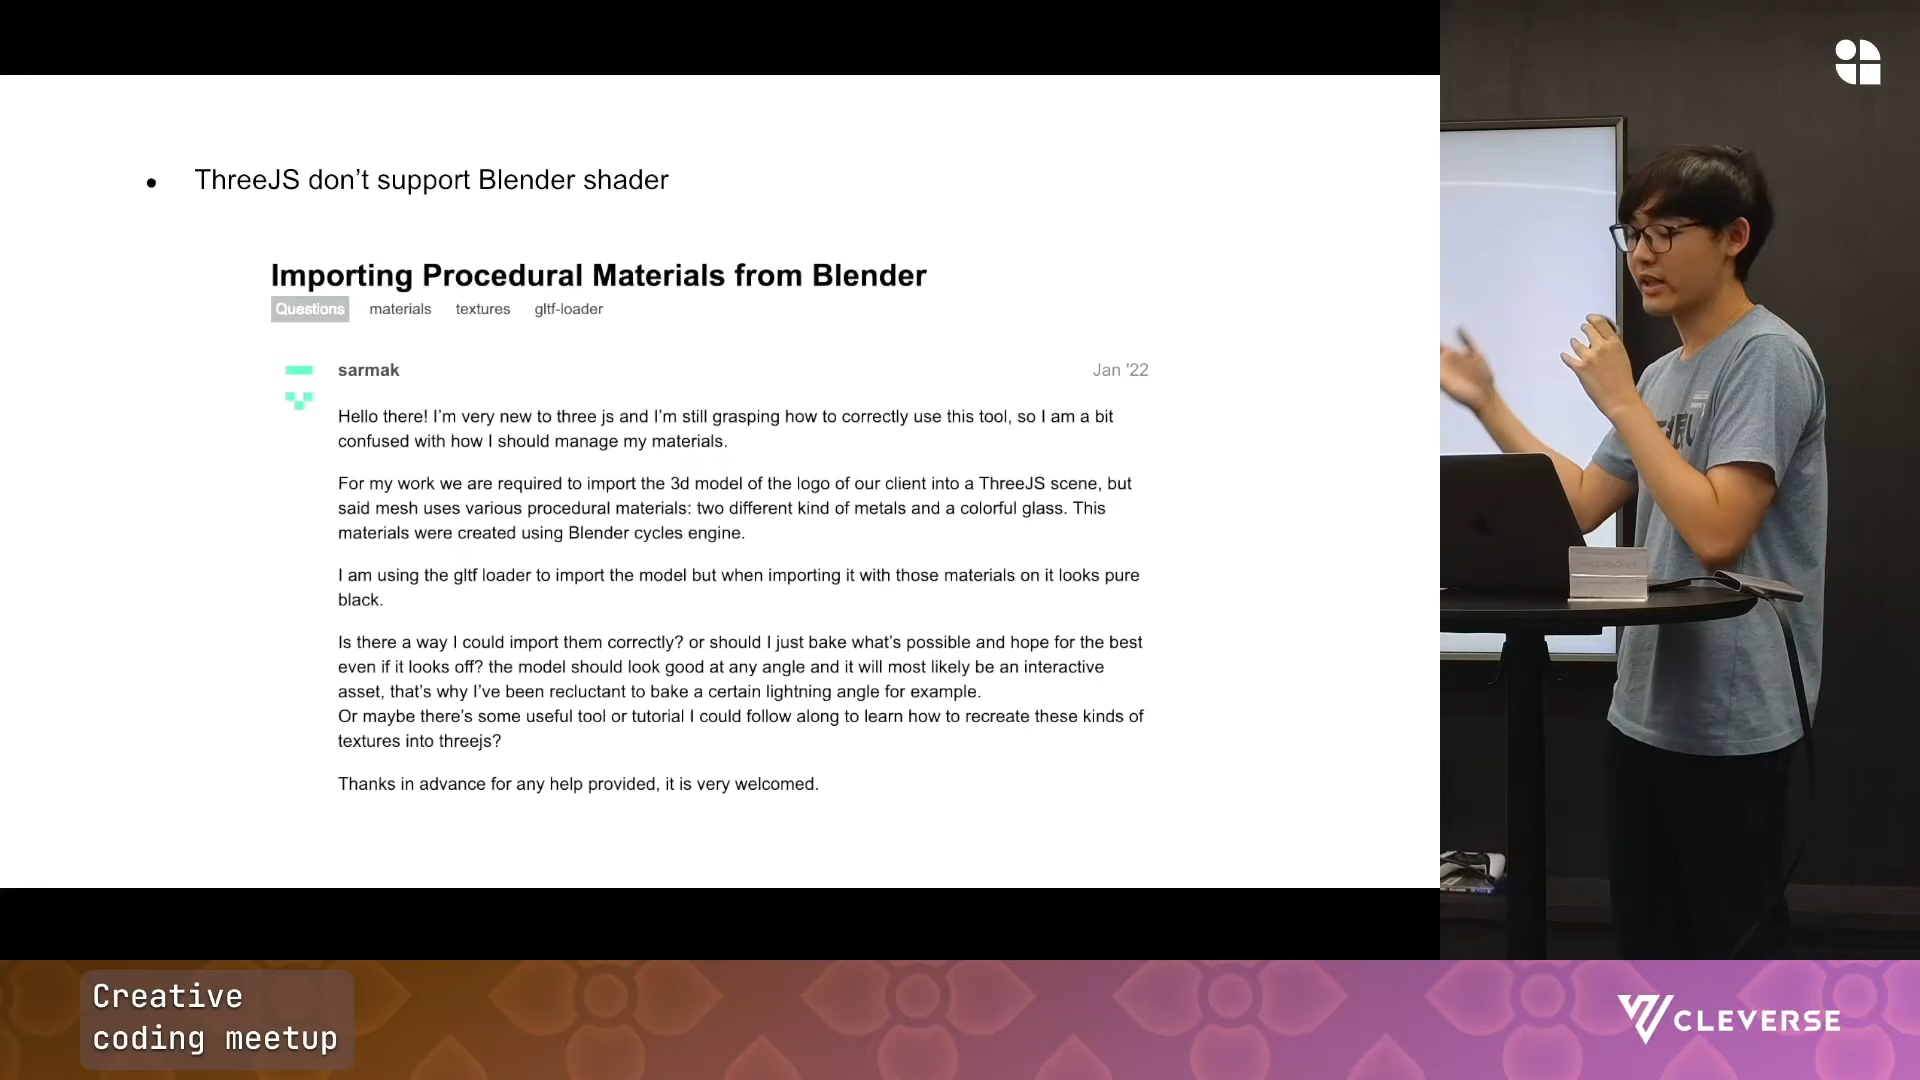 ThreeJS don’t support Blender shader
Importing Procedural Materials from Blender
Questions materials textures gltf-loader
sarmak Jan '22
Hello there! I’m very new to three js and I’m still grasping how to correctly use this tool, so I am a bit
confused with how I should manage my materials.
For my work we are required to import the 3d model of the logo of our client into a ThreeJS scene, but
said mesh uses various procedural materials: two different kind of metals and a colorful glass. This
materials were created using Blender cycles engine.
I am using the gltf loader to import the model but when importing it with those materials on it looks pure
black.
Is there a way I could import them correctly? or should I just bake what’s possible and hope for the best
even if it looks off? the model should look good at any angle and it will most likely be an interactive
asset, that’s why I’ve been recluctant to bake a certain lightning angle for example.
Or maybe there’s some useful tool or tutorial I could follow along to learn how to recreate these kinds of
textures into threejs?
Thanks in advance for any help provided, it is very welcomed.
Creative
coding meetup
CLEVERSE